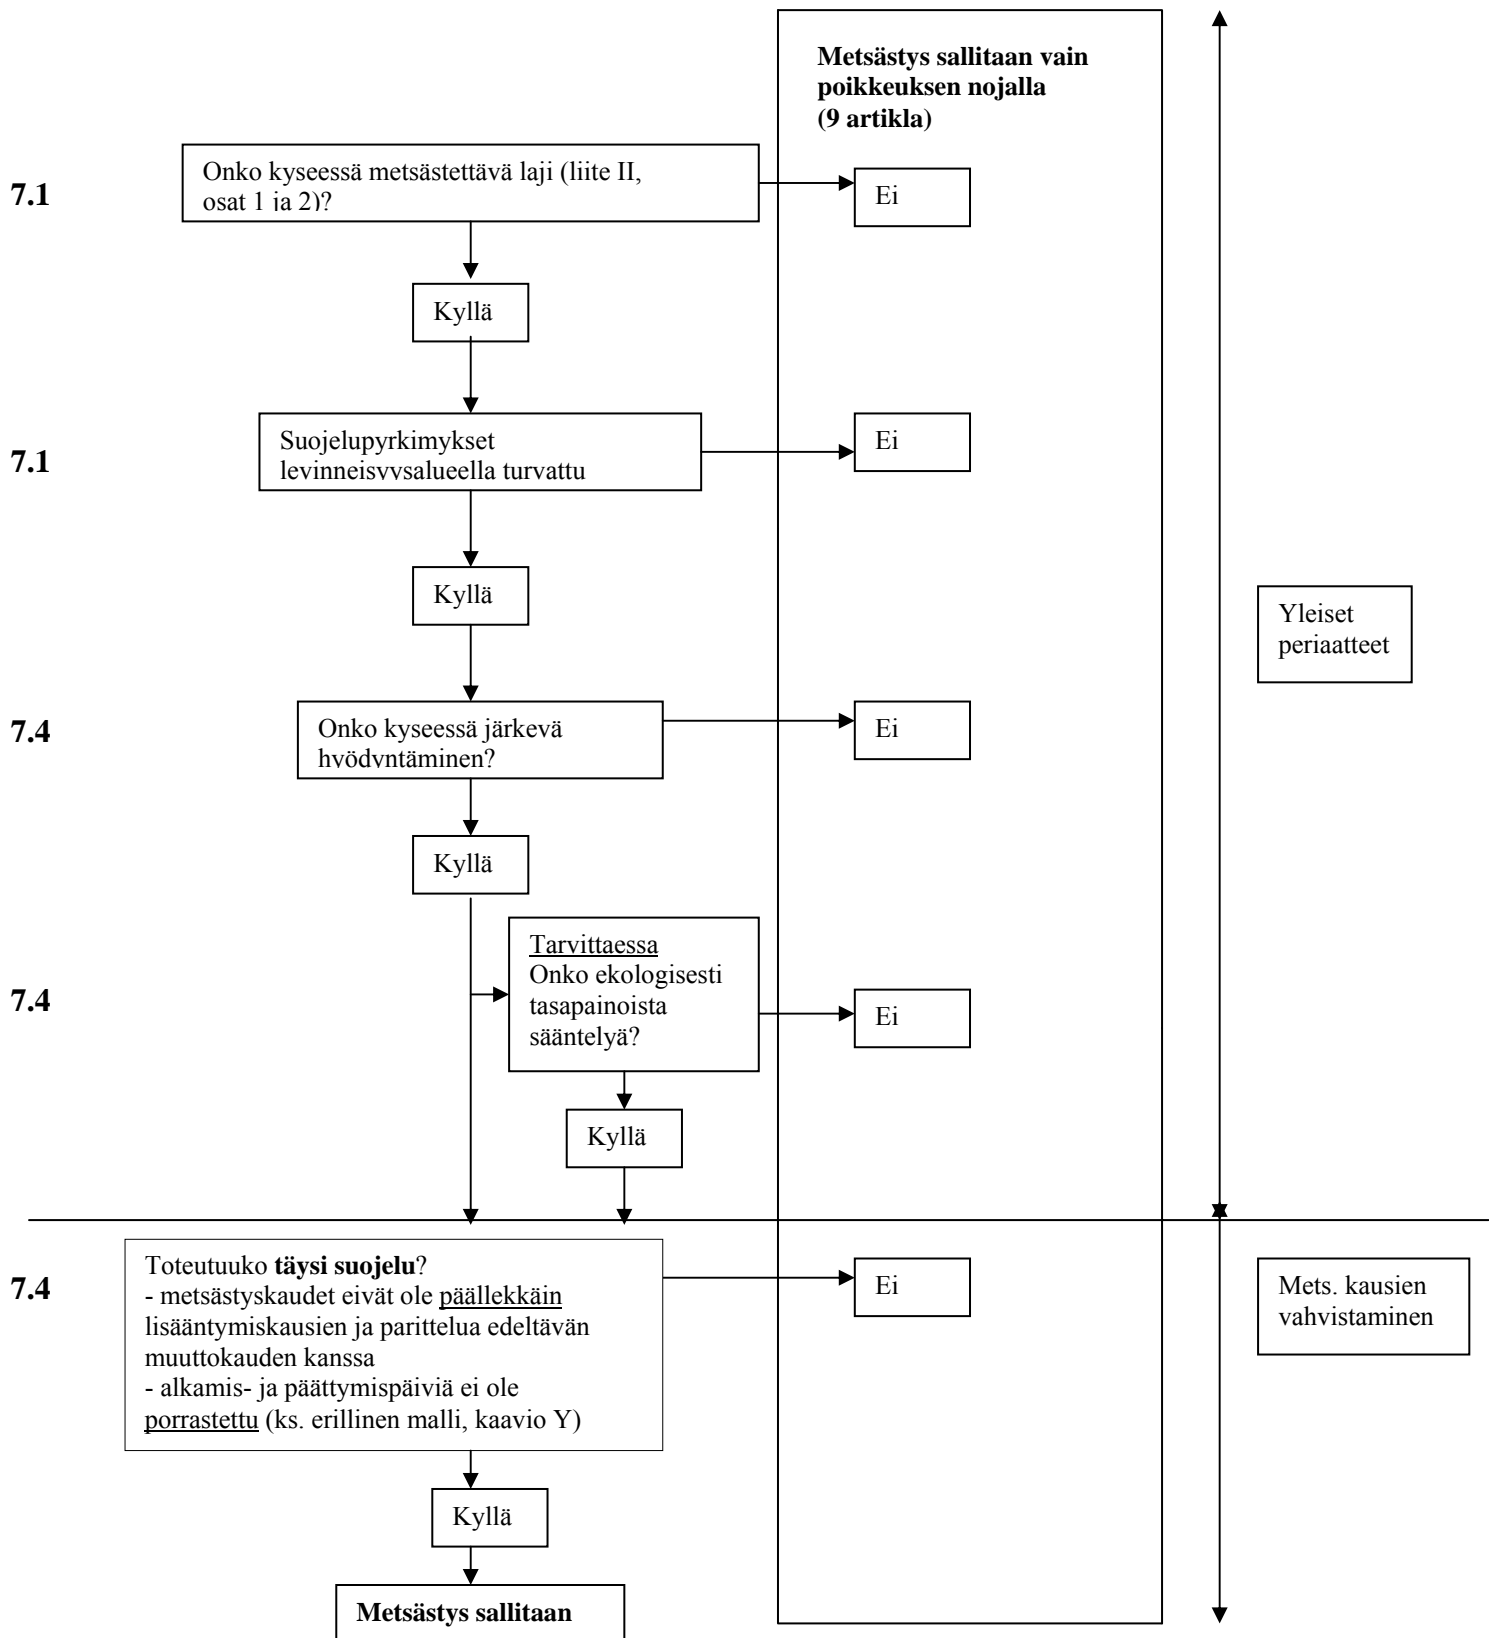 Metsästys sallitaan vain
poikkeuksen nojalla
(9 artikla)
7.1
Onko kyseessä metsästettävä laji (liite II,
osat 1 ja 2)?
Ei
Kyllä
7.1
Suojelupyrkimykset
levinneisyysalueella turvattu
Ei
Kyllä
Yleiset
periaatteet
7.4
Onko kyseessä järkevä
hyödyntäminen?
Ei
Kyllä
7.4
Tarvittaessa
Onko ekologisesti
tasapainoista
sääntelyä?
Ei
Kyllä
7.4
Toteutuuko täysi suojelu?
- metsästyskaudet eivät ole päällekkäin
lisääntymiskausien ja parittelua edeltävän
muuttokauden kanssa
- alkamis- ja päättymispäiviä ei ole
porrastettu (ks. erillinen malli, kaavio Y)
Ei
Mets. kausien
vahvistaminen
Kyllä
Metsästys sallitaan